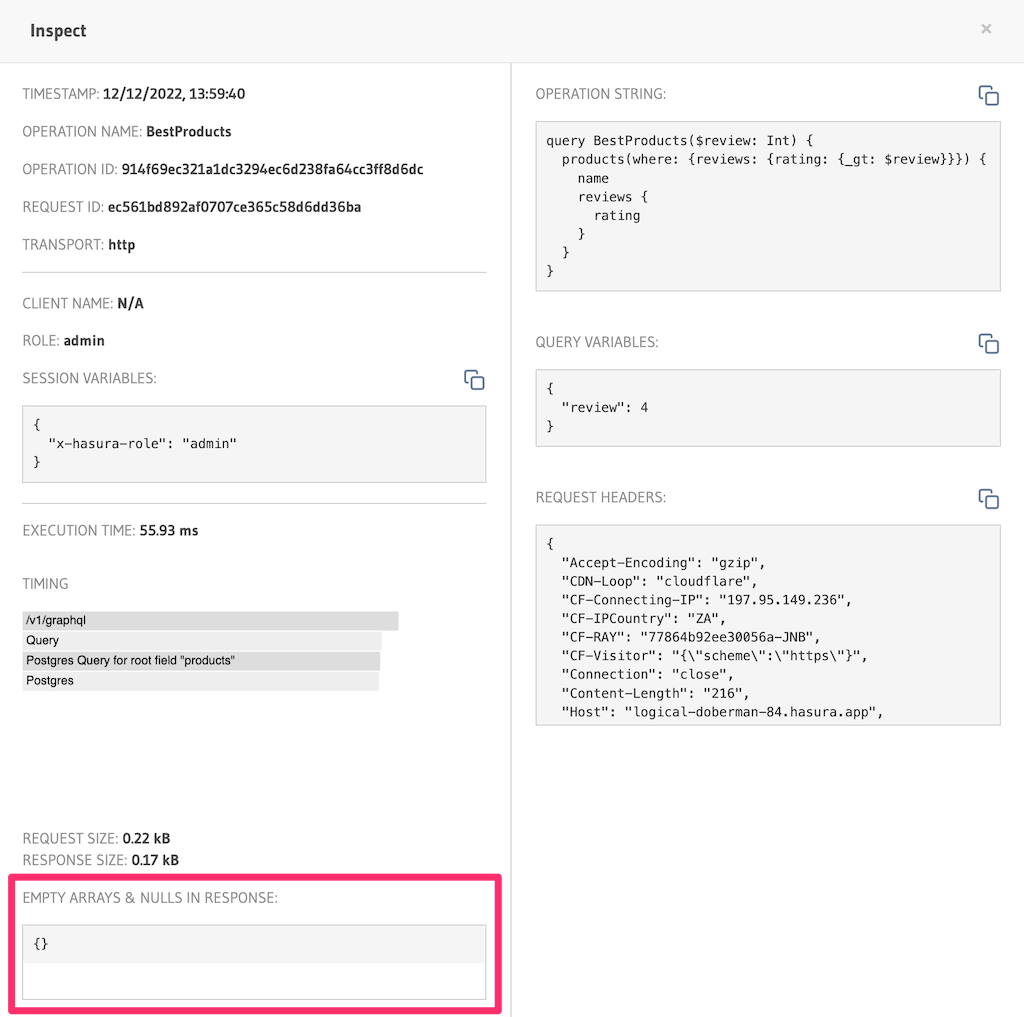 Inspect
×
TIMESTAMP: 12/12/2022, 13:59:40
OPERATION NAME: BestProducts
OPERATION ID: 914f69ec321a1dc3294ec6d238fa64cc3ff8d6dc
REQUEST ID: ec561bd892af0707ce365c58d6dd36ba
TRANSPORT: http
CLIENT NAME: N/A
ROLE: admin
SESSION VARIABLES:
{
  "x-hasura-role": "admin"
}
EXECUTION TIME: 55.93 ms
TIMING
/v1/graphql
Query
Postgres Query for root field "products"
Postgres
REQUEST SIZE: 0.22 kB
RESPONSE SIZE: 0.17 kB
EMPTY ARRAYS & NULLS IN RESPONSE:
{}
OPERATION STRING:
query BestProducts($review: Int) {
  products(where: {reviews: {rating: {_gt: $review}}}) {
    name
    reviews {
      rating
    }
  }
}
QUERY VARIABLES:
{
  "review": 4
}
REQUEST HEADERS:
{
  "Accept-Encoding": "gzip",
  "CDN-Loop": "cloudflare",
  "CF-Connecting-IP": "197.95.149.236",
  "CF-IPCountry": "ZA",
  "CF-RAY": "77864b92ee30056a-JNB",
  "CF-Visitor": "{\"scheme\":\"https\"}",
  "Connection": "close",
  "Content-Length": "216",
  "Host": "logical-doberman-84.hasura.app",